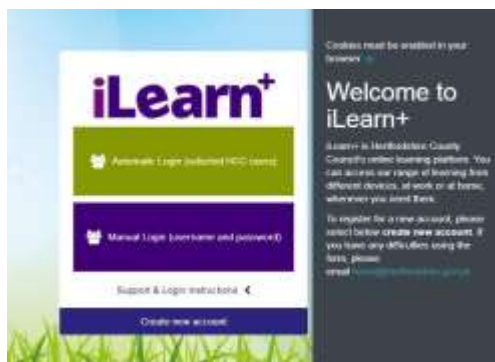 iLearn+
Automatic Login (selected HCC users)
Manual Login (username and password)
Support & Login instructions
Create new account
Cookies must be enabled in your
browser
Welcome to
iLearn+
iLearn+ is Hertfordshire County
Council's online learning platform. You
can access our range of learning from
different devices, at work or at home,
wherever you need them.
To register for a new account, please
select below create new account. If
you have any difficulties using the
form, please
email